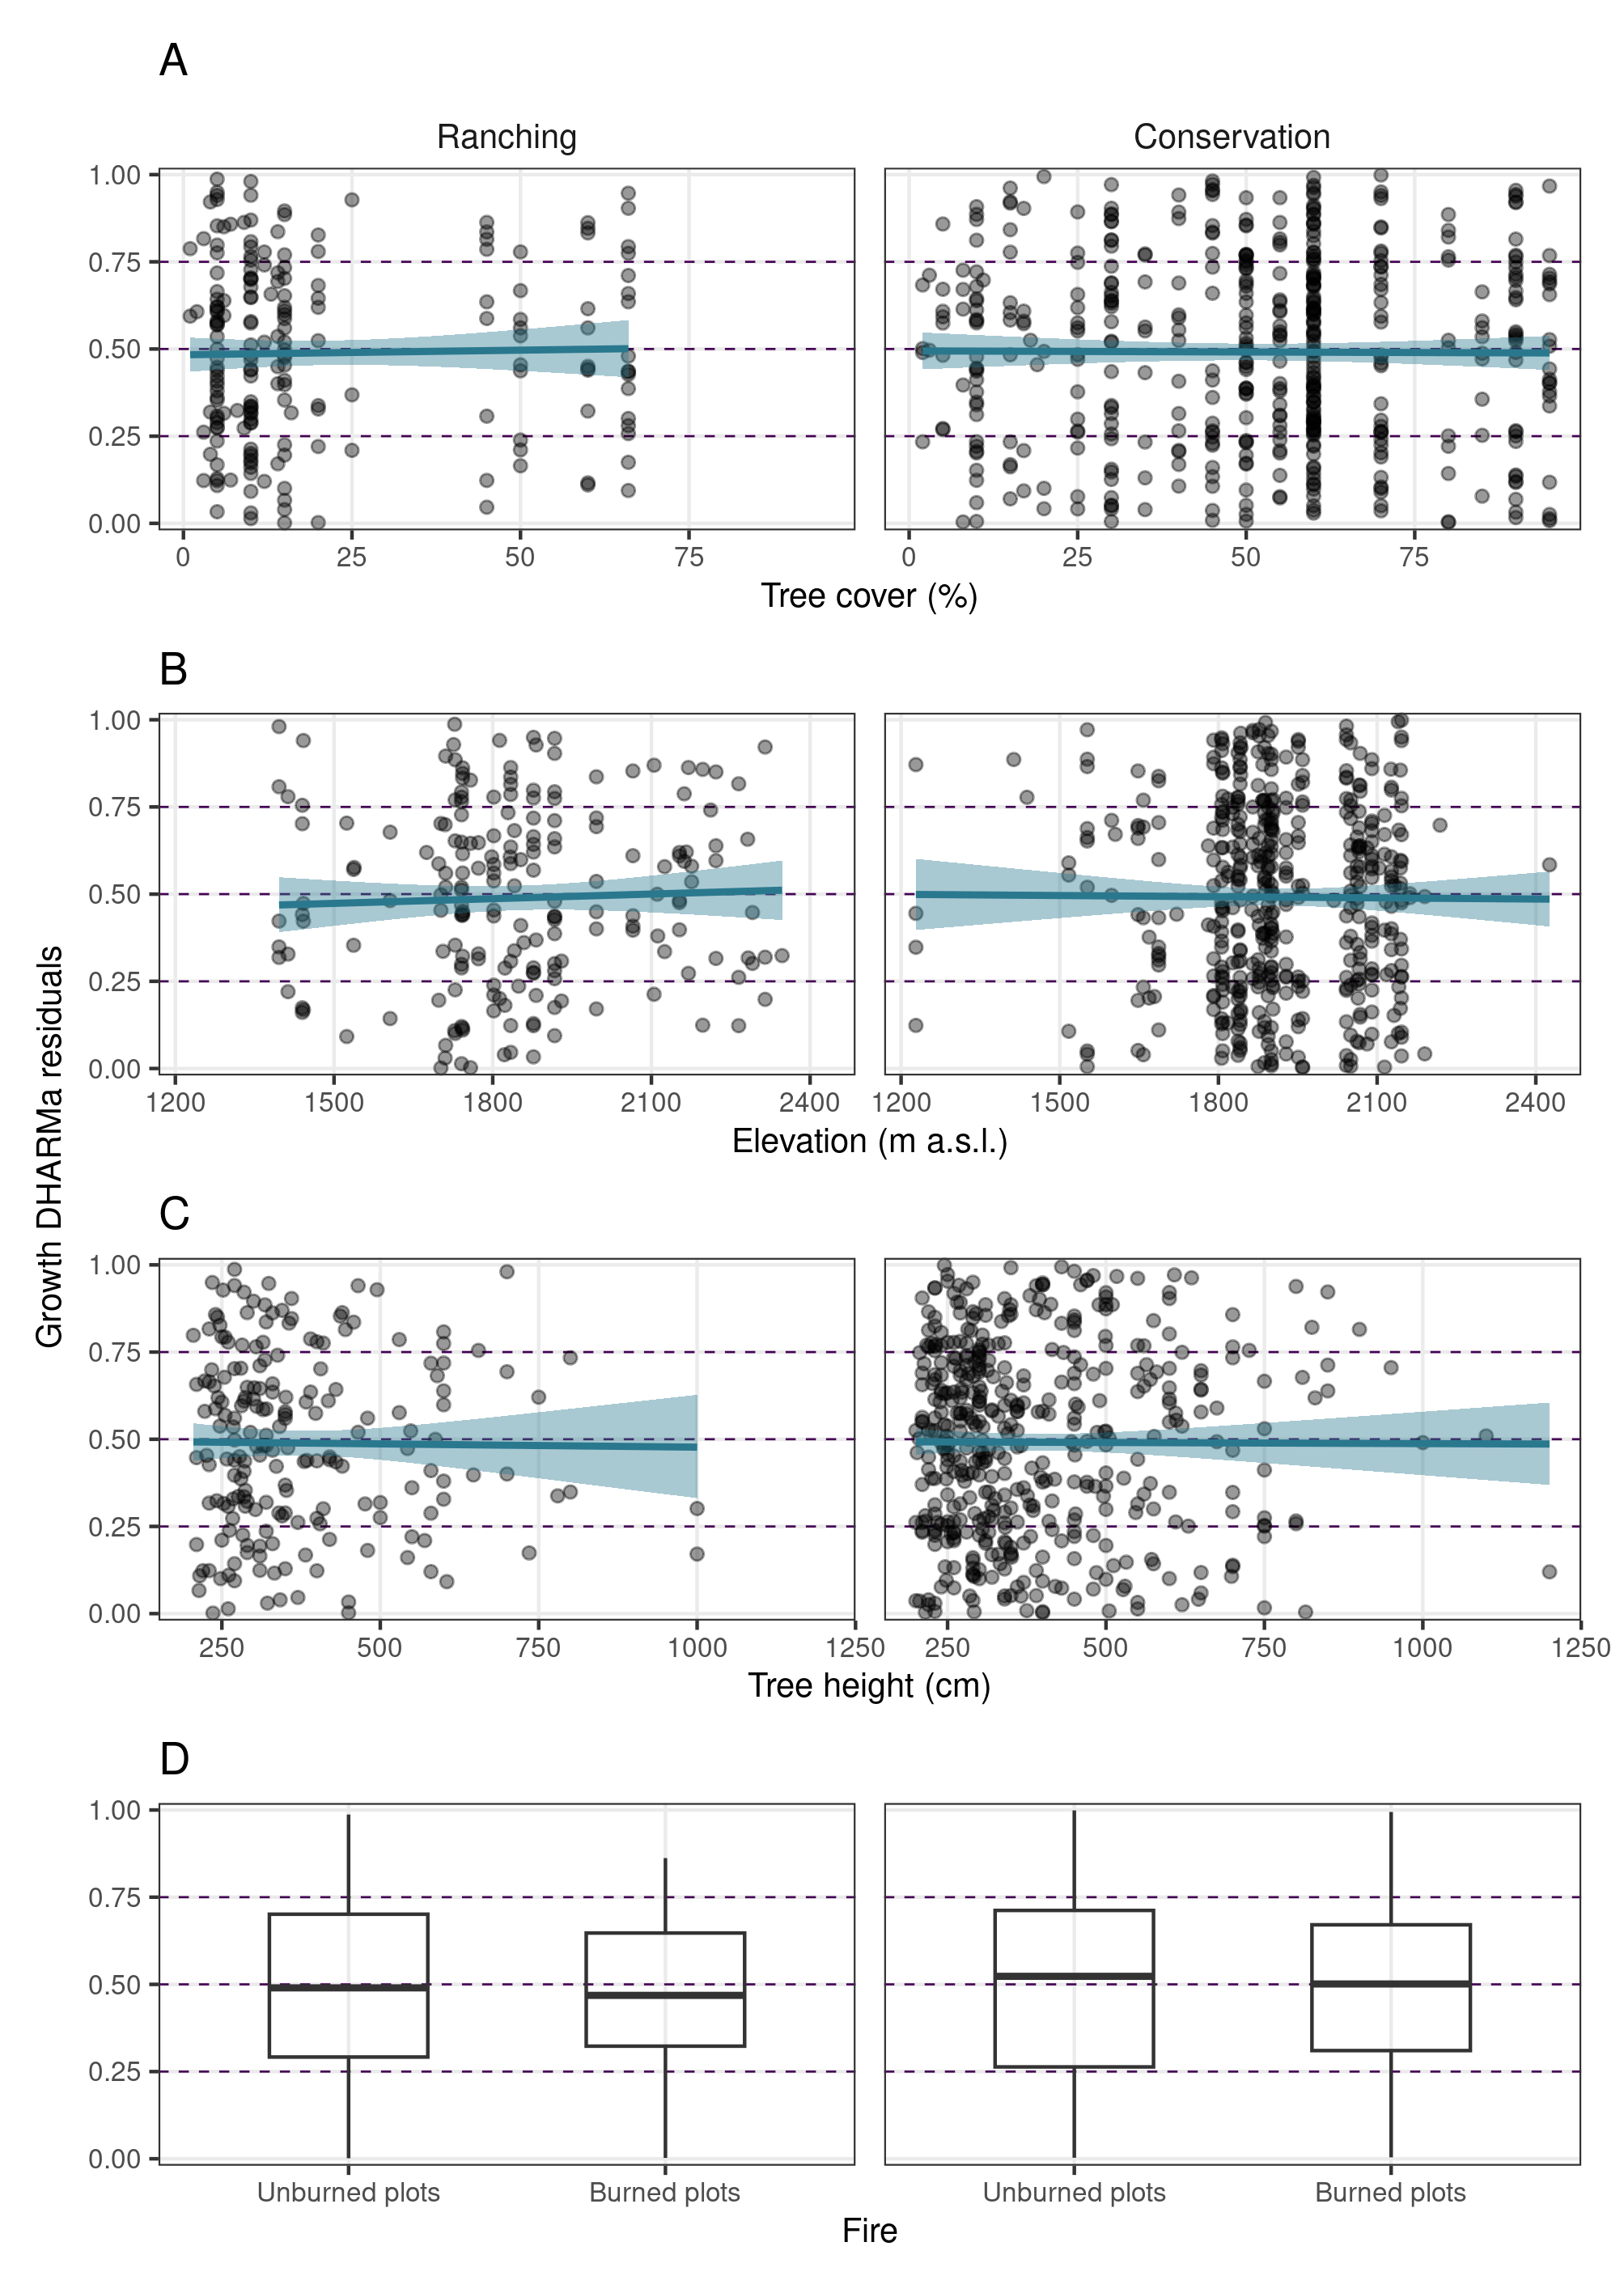 A
Ranching Conservation
1.00
0.75
0.50
0.25
0.00
0 25 50 75 0 25 50 75
Tree cover (%)
B
1.00
0.75
0.50
0.25
0.00
1200 1500 1800 2100 2400 1200 1500 1800 2100 2400
Elevation (m a.s.l.)
Growth DHARMa residuals
C
1.00
0.75
0.50
0.25
0.00
250 500 750 1000 1250 250 500 750 1000 1250
Tree height (cm)
D
1.00
0.75
0.50
0.25
0.00
Unburned plots Burned plots Unburned plots Burned plots
Fire